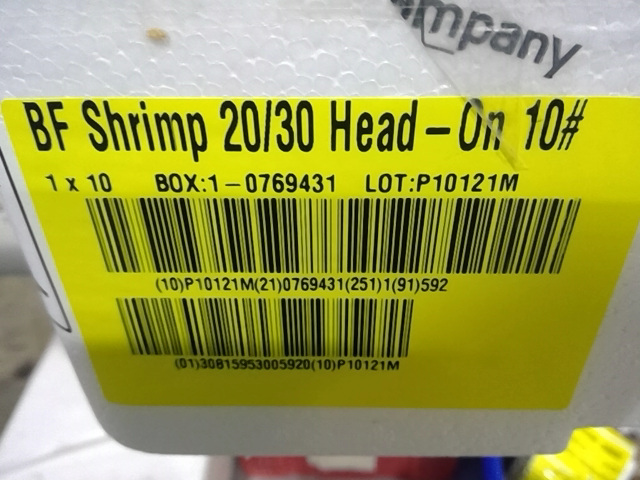 ompany
BF Shrimp 20/30 Head-On 10#
1 x 10 BOX:1-0769431 LOT:P10121M
(10)P10121M(21)0769431(251)1(91)592
(01)30815953005920(10)P10121M